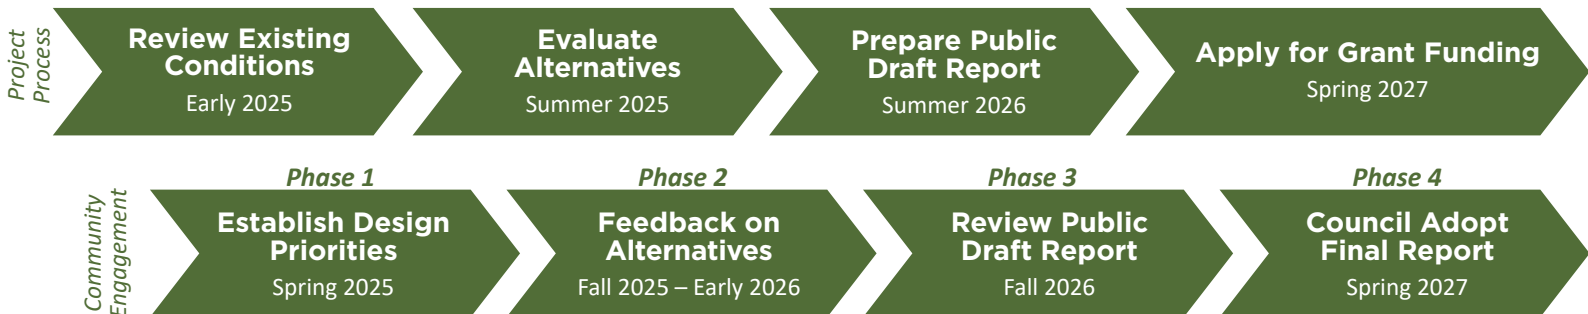 Project
Process
Review Existing
Conditions
Early 2025
Evaluate
Alternatives
Summer 2025
Prepare Public
Draft Report
Summer 2026
Apply for Grant Funding
Spring 2027
Community
Engagement
Phase 1
Establish Design
Priorities
Spring 2025
Phase 2
Feedback on
Alternatives
Fall 2025 – Early 2026
Phase 3
Review Public
Draft Report
Fall 2026
Phase 4
Council Adopt
Final Report
Spring 2027